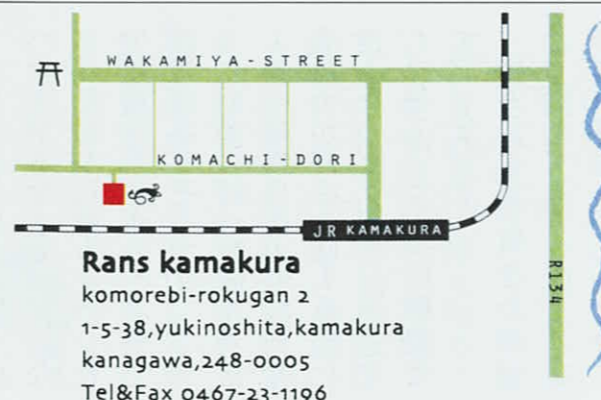 WAKAMIYA-STREET
KOMACHI-DORI
JR KAMAKURA
R134
Rans kamakura
komorebi-rokugan 2
1-5-38,yukinoshita,kamakura
kanagawa,248-0005
Tel&Fax 0467-23-1196